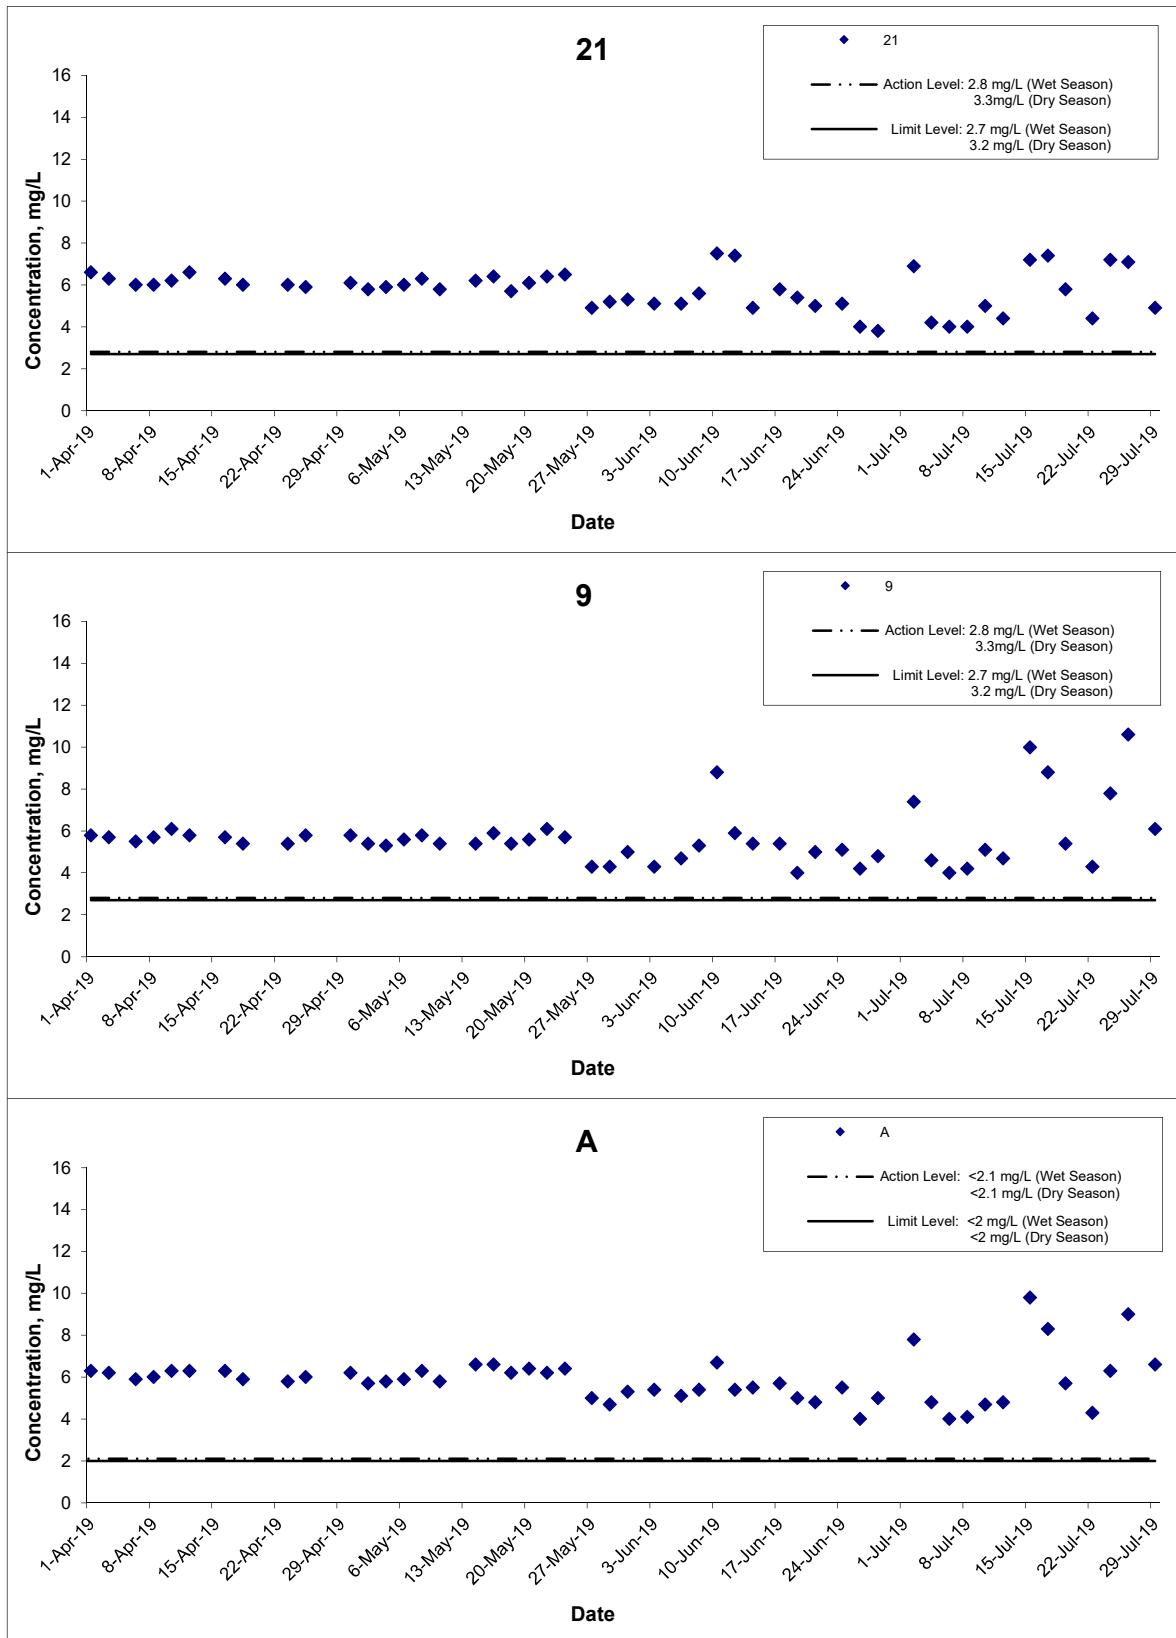 21
21
Action Level: 2.8 mg/L (Wet Season)
3.3mg/L (Dry Season)
Limit Level: 2.7 mg/L (Wet Season)
3.2 mg/L (Dry Season)
Concentration, mg/L
16
14
12
10
8
6
4
2
0
1-Apr-19
8-Apr-19
15-Apr-19
22-Apr-19
29-Apr-19
6-May-19
13-May-19
20-May-19
27-May-19
3-Jun-19
10-Jun-19
17-Jun-19
24-Jun-19
1-Jul-19
8-Jul-19
15-Jul-19
22-Jul-19
29-Jul-19
Date
9
9
Action Level: 2.8 mg/L (Wet Season)
3.3mg/L (Dry Season)
Limit Level: 2.7 mg/L (Wet Season)
3.2 mg/L (Dry Season)
Concentration, mg/L
16
14
12
10
8
6
4
2
0
1-Apr-19
8-Apr-19
15-Apr-19
22-Apr-19
29-Apr-19
6-May-19
13-May-19
20-May-19
27-May-19
3-Jun-19
10-Jun-19
17-Jun-19
24-Jun-19
1-Jul-19
8-Jul-19
15-Jul-19
22-Jul-19
29-Jul-19
Date
A
A
Action Level: <2.1 mg/L (Wet Season)
<2.1 mg/L (Dry Season)
Limit Level: <2 mg/L (Wet Season)
<2 mg/L (Dry Season)
Concentration, mg/L
16
14
12
10
8
6
4
2
0
1-Apr-19
8-Apr-19
15-Apr-19
22-Apr-19
29-Apr-19
6-May-19
13-May-19
20-May-19
27-May-19
3-Jun-19
10-Jun-19
17-Jun-19
24-Jun-19
1-Jul-19
8-Jul-19
15-Jul-19
22-Jul-19
29-Jul-19
Date